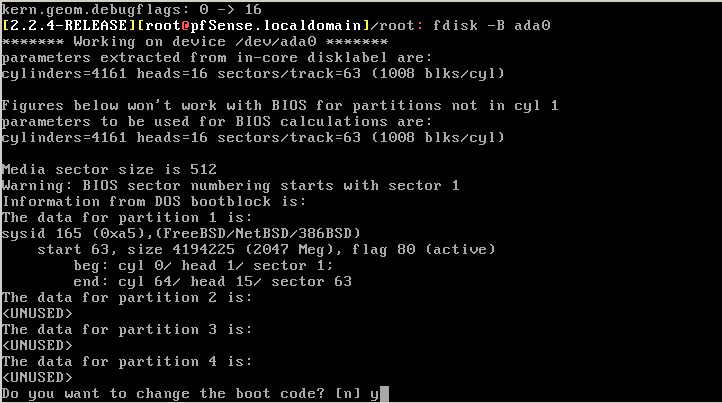 kern.geom.debugflags: 0 -> 16
[2.2.4-RELEASE][root@pfSense.localdomain]/root: fdisk -B ada0
******* Working on device /dev/ada0 *******
parameters extracted from in-core disklabel are:
cylinders=4161 heads=16 sectors/track=63 (1008 blks/cyl)

Figures below won't work with BIOS for partitions not in cyl 1
parameters to be used for BIOS calculations are:
cylinders=4161 heads=16 sectors/track=63 (1008 blks/cyl)

Media sector size is 512
Warning: BIOS sector numbering starts with sector 1
Information from DOS bootblock is:
The data for partition 1 is:
sysid 165 (0xa5),(FreeBSD/NetBSD/386BSD)
    start 63, size 4194225 (2047 Meg), flag 80 (active)
        beg: cyl 0/ head 1/ sector 1;
        end: cyl 64/ head 15/ sector 63
The data for partition 2 is:
<UNUSED>
The data for partition 3 is:
<UNUSED>
The data for partition 4 is:
<UNUSED>
Do you want to change the boot code? [n] y